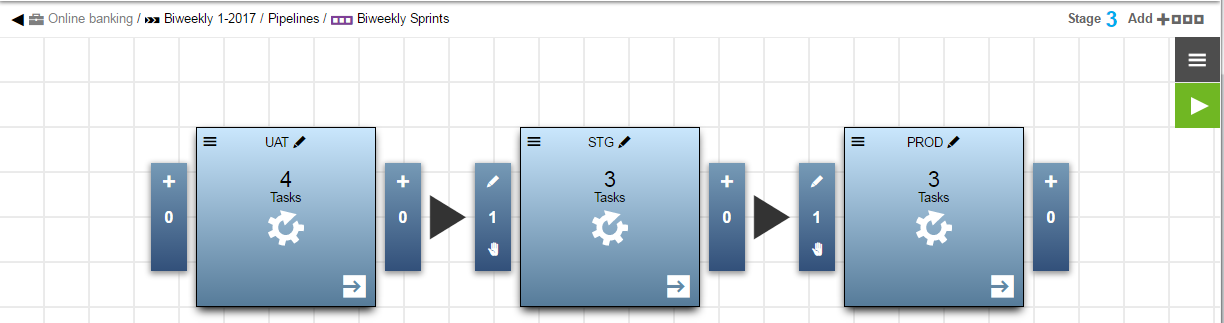 Online banking / Biweekly 1-2017 / Pipelines / Biweekly Sprints Stage 3 Add
UAT STG PROD
4 3 3
Tasks Tasks Tasks
0 0 1 0 1 0